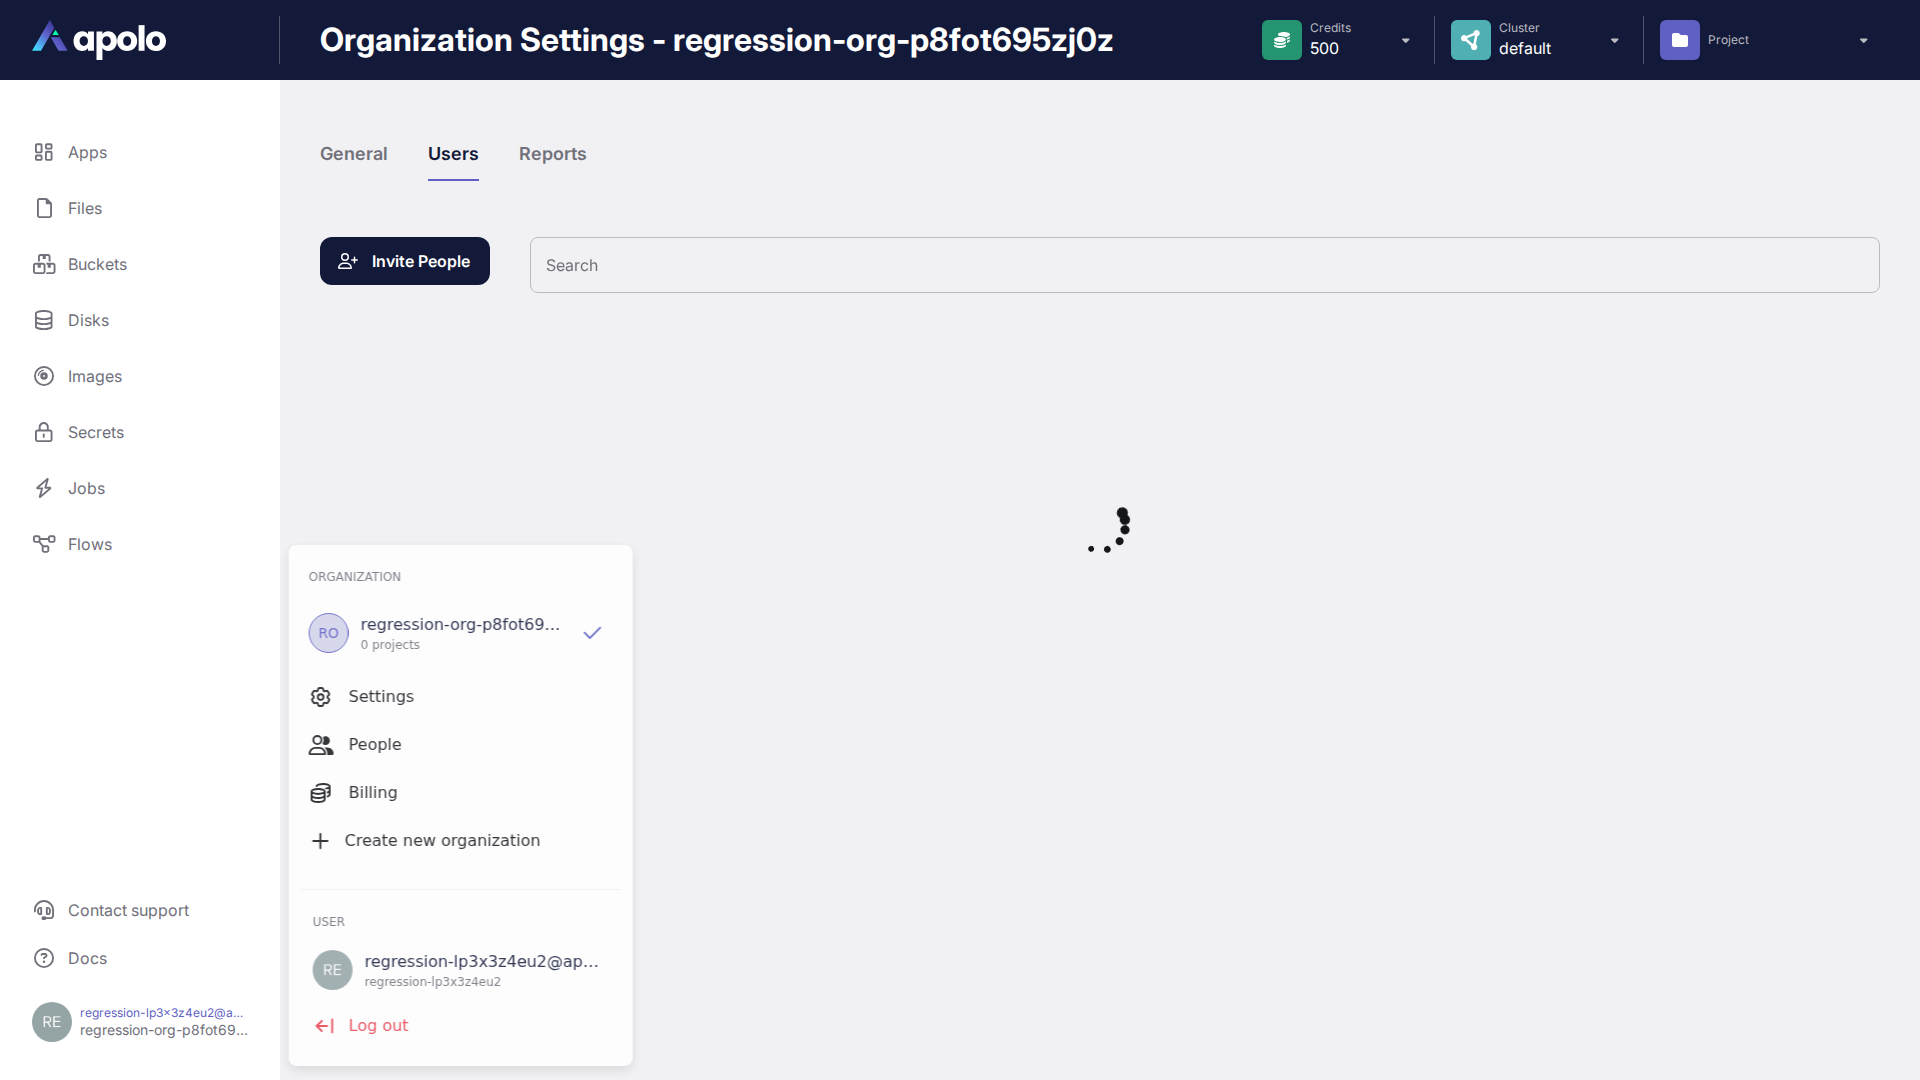 apolo
Organization Settings - regression-org-p8fot695zj0z
Credits
500
Cluster
default
Project
Apps
Files
Buckets
Disks
Images
Secrets
Jobs
Flows
General
Users
Reports
Invite People
Search
ORGANIZATION
RO
regression-org-p8fot69...
0 projects
Settings
People
Billing
Create new organization
USER
RE
regression-lp3x3z4eu2@ap...
regression-lp3x3z4eu2
Log out
Contact support
Docs
RE
regression-lp3x3z4eu2@a...
regression-org-p8fot69...